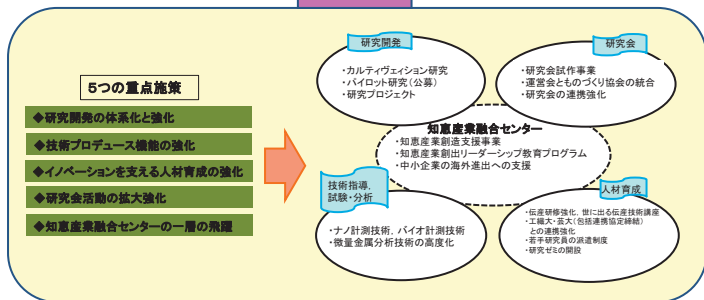 5つの重点施策
◆研究開発の体系化と強化
◆技術プロデュース機能の強化
◆イノベーションを支える人材育成の強化
◆研究会活動の拡大強化
◆知恵産業融合センターの一層の飛躍
研究開発
・カルティヴェイション研究
・パイロット研究(公募)
・研究プロジェクト
研究会
・研究会試作事業
・運営会とものづくり協会の統合
・研究会の連携強化
知恵産業融合センター
・知恵産業創造支援事業
・知恵産業創出リーダーシップ教育プログラム
・中小企業の海外進出への支援
技術指導、
試験・分析
・ナノ計測技術、バイオ計測技術
・微量金属分析技術の高度化
人材育成
・伝産研修強化、世に出る伝産技術講座
・工繊大・芸大(包括連携協定締結)
との連携強化
・若手研究員の派遣制度
・研究ゼミの開設